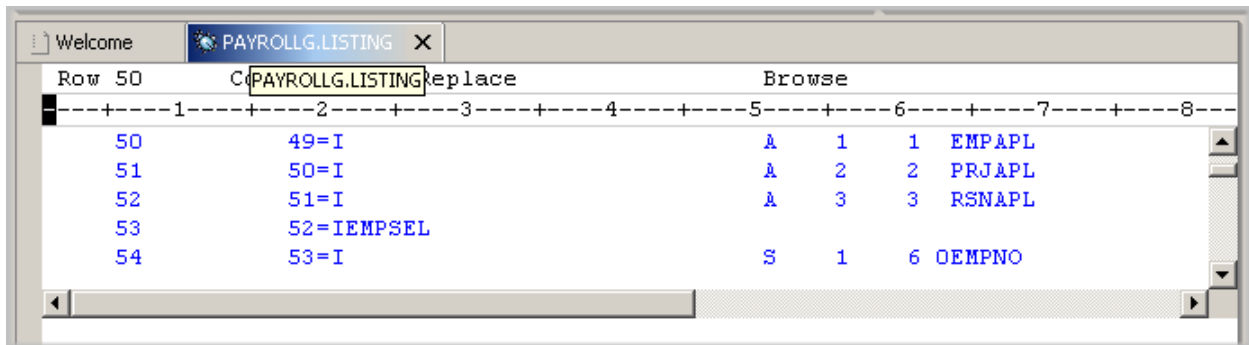 Welcome PAYROLLG.LISTING X
Row 50 Replace Browse
PAYROLLG.LISTING
----+----1----+----2----+----3----+----4----+----5----+----6----+----7----+----8---
50 49=I A 1 1 EMPAPL
51 50=I A 2 2 PRJAPL
52 51=I A 3 3 RSNAPL
53 52=IEMPSEL
54 53=I S 1 6 OEMPNO